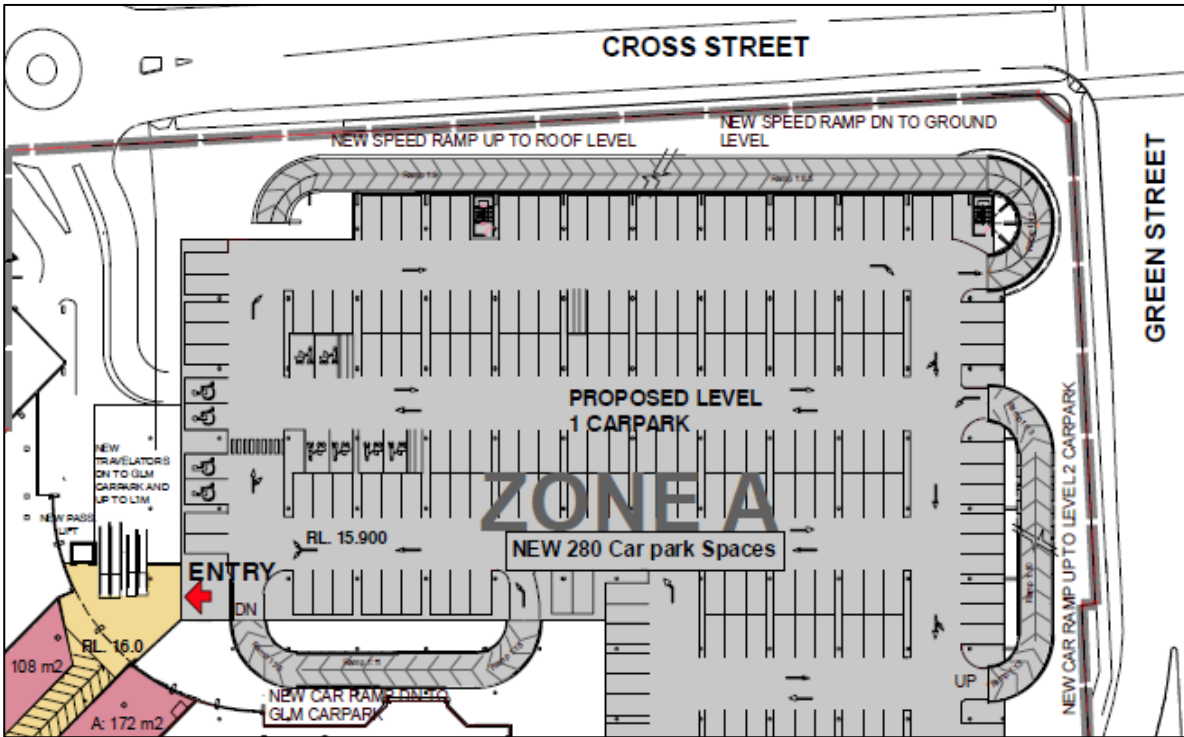 CROSS STREET
NEW SPEED RAMP UP TO ROOF LEVEL
NEW SPEED RAMP DN TO GROUND
LEVEL
GREEN STREET
PROPOSED LEVEL
1 CARPARK
ZONE A
NEW 280 Car park Spaces
RL. 15.900
NEW
TRAVELATORS
DN TO GLM
CARPARK AND
UP TO L1M
NEW PASS
LIFT
ENTRY
DN
RL. 16.0
108 m2
A: 172 m2
NEW CAR RAMP DN TO
GLM CARPARK
UP
NEW CAR RAMP UP TO LEVEL 2 CARPARK